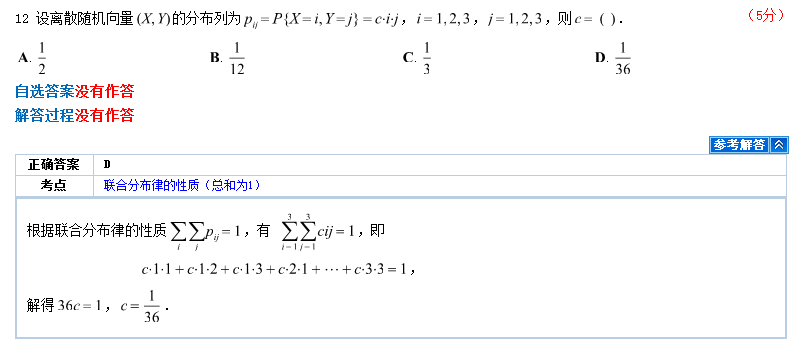 12 设离散随机向量 (X, Y) 的分布列为 p_{ij} = P{X = i, Y = j} = c·i·j， i = 1, 2, 3， j = 1, 2, 3，则 c = ( )． （5分）
A. 1/2 B. 1/12 C. 1/3 D. 1/36
自选答案没有作答
解答过程没有作答
参考解答
正确答案 D
考点 联合分布律的性质（总和为1）
根据联合分布律的性质 ∑_i ∑_j p_{ij} = 1，有 ∑_{i-1}^{3} ∑_{j-1}^{3} cij = 1，即
c·1·1 + c·1·2 + c·1·3 + c·2·1 + ⋯ + c·3·3 = 1，
解得 36c = 1， c = 1/36．